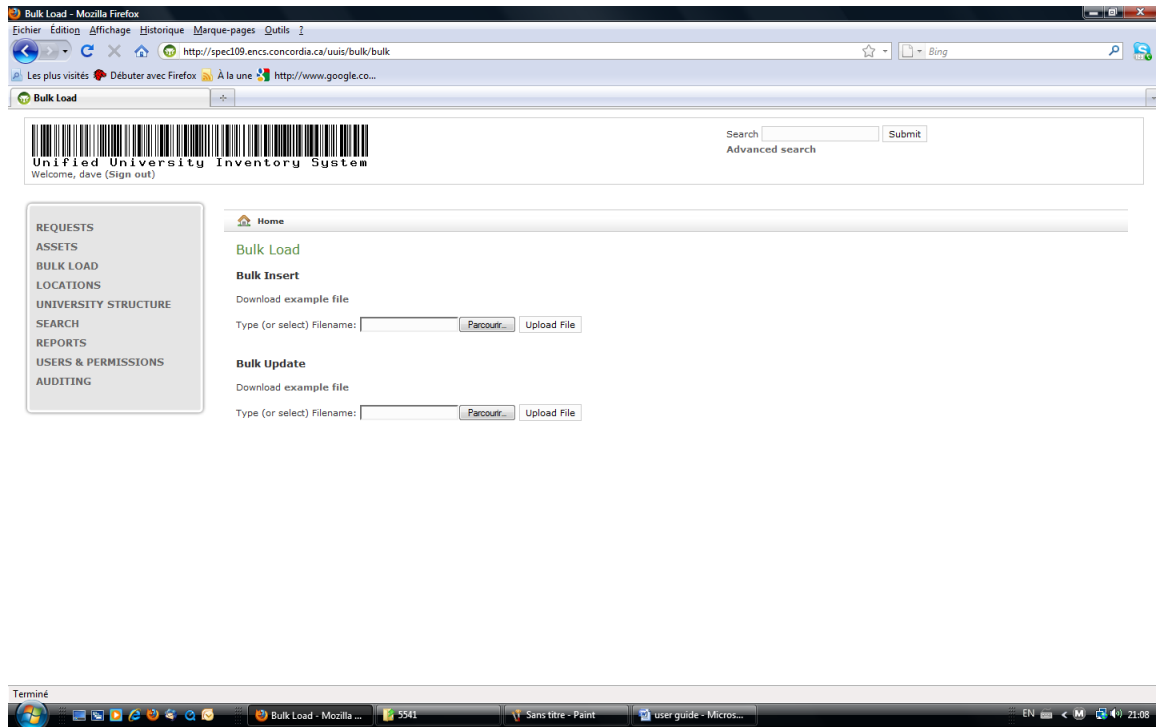 Bulk Load - Mozilla Firefox
Fichier Édition Affichage Historique Marque-pages Outils ?
http://spec109.encs.concordia.ca/uuis/bulk/bulk
Bing
Les plus visités Débuter avec Firefox À la une http://www.google.co...
Bulk Load
Unified University Inventory System
Welcome, dave (Sign out)
Search Submit
Advanced search
REQUESTS
ASSETS
BULK LOAD
LOCATIONS
UNIVERSITY STRUCTURE
SEARCH
REPORTS
USERS & PERMISSIONS
AUDITING
Home
Bulk Load
Bulk Insert
Download example file
Type (or select) Filename: Parcourir... Upload File
Bulk Update
Download example file
Type (or select) Filename: Parcourir... Upload File
Terminé
Bulk Load - Mozilla ... 5541 Sans titre - Paint user guide - Micros... EN 21:08